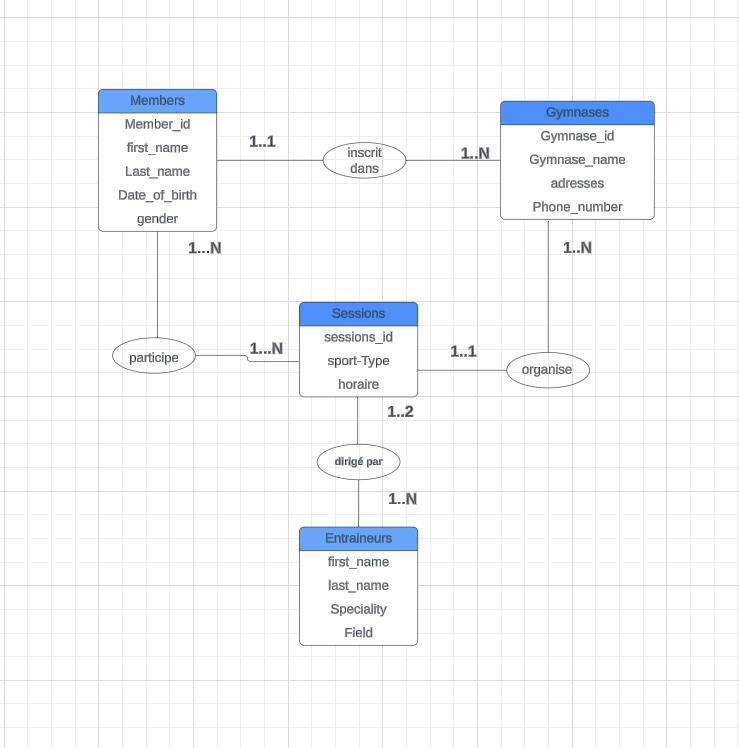 Members
Member_id
first_name
Last_name
Date_of_birth
gender
1..1
inscrit
dans
1..N
Gymnases
Gymnase_id
Gymnase_name
adresses
Phone_number
1...N
1..N
participe
1...N
Sessions
sessions_id
sport-Type
horaire
1..1
organise
1..2
dirigé par
1..N
Entraineurs
first_name
last_name
Speciality
Field